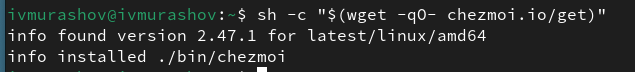 ivmurashov@ivmurashov:~$ sh -c "$(wget -qO- chezmoi.io/get)"
info found version 2.47.1 for latest/linux/amd64
info installed ./bin/chezmoi